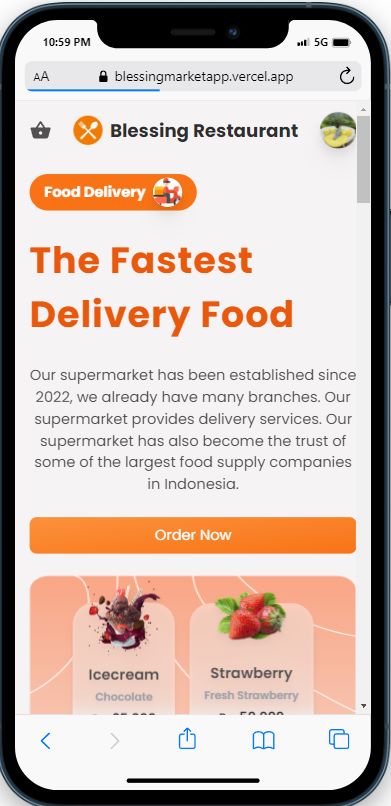 10:59 PM
5G
AA
blessingmarketapp.vercel.app
Blessing Restaurant
Food Delivery
The Fastest
Delivery Food
Our supermarket has been established since
2022, we already have many branches. Our
supermarket provides delivery services. Our
supermarket has also become the trust of
some of the largest food supply companies
in Indonesia.
Order Now
Icecream
Strawberry
Chocolate
Fresh Strawberry